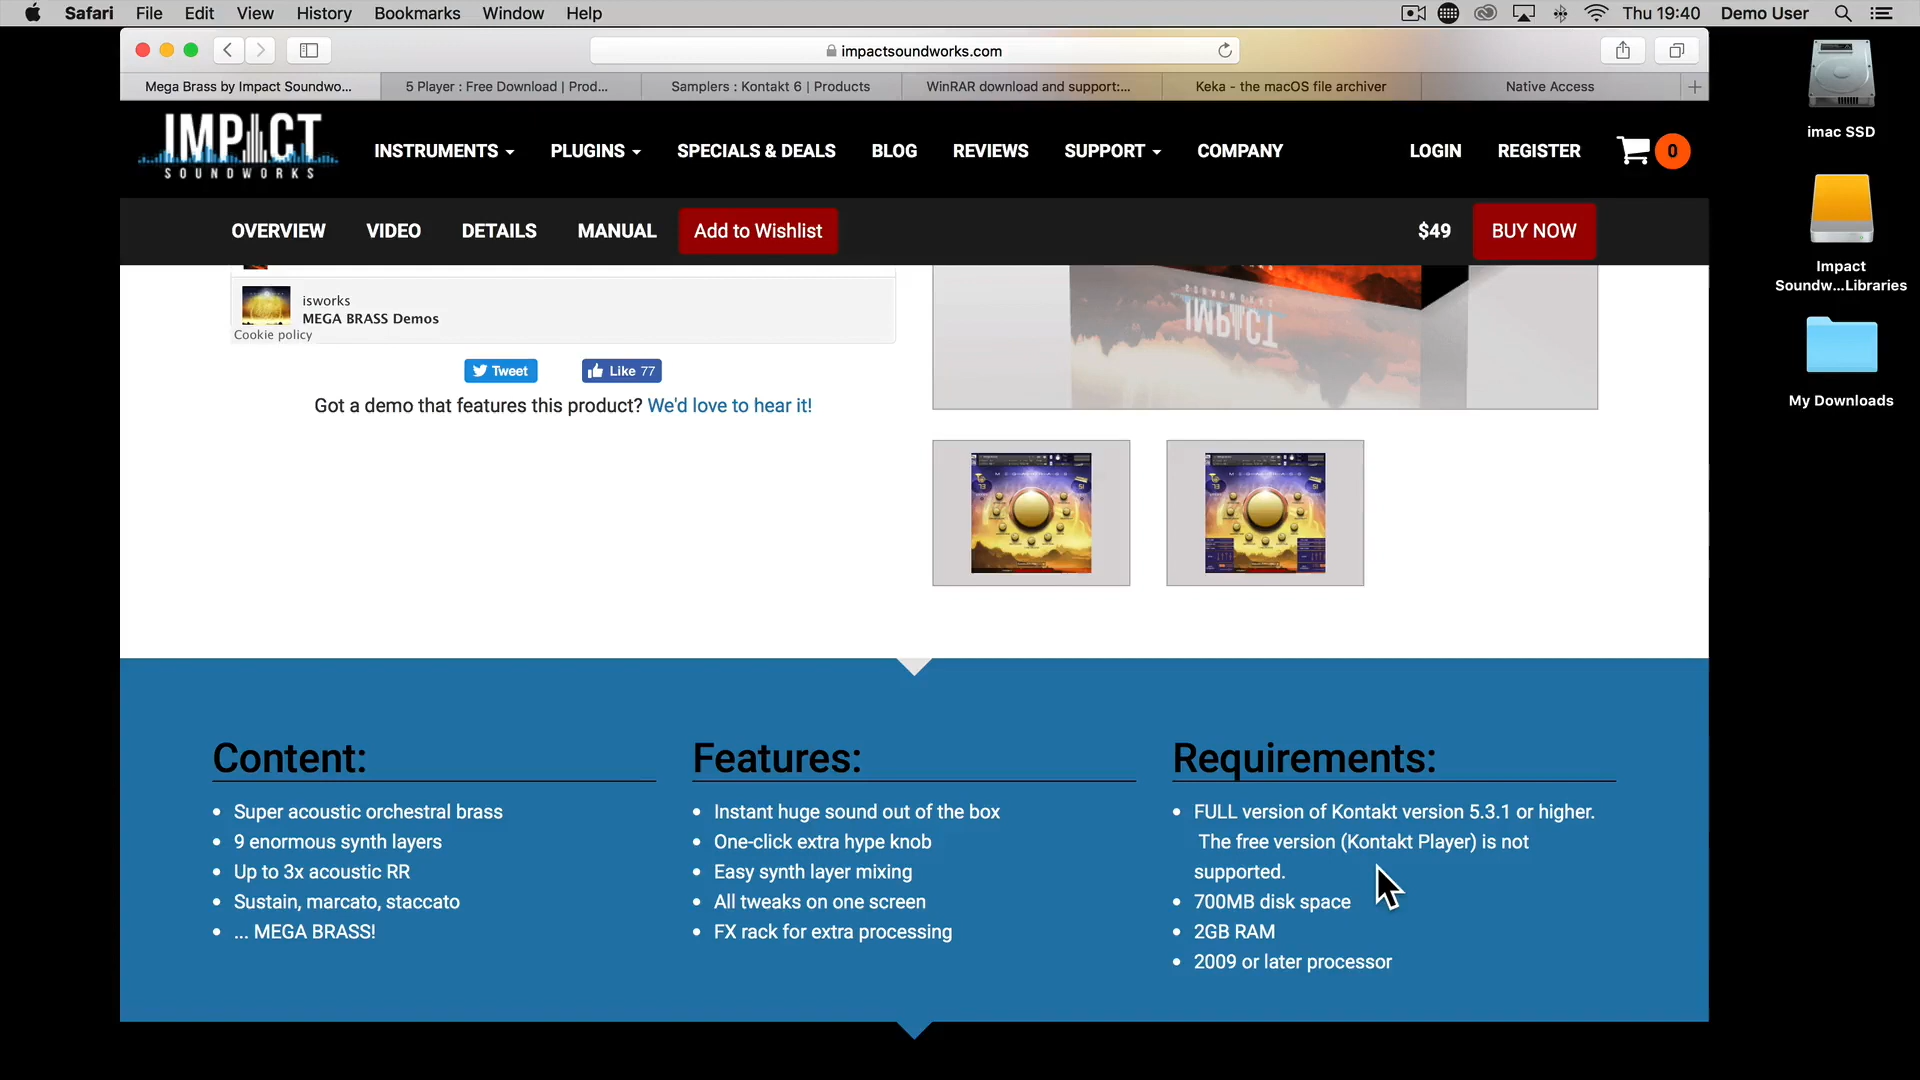 Safari File Edit View History Bookmarks Window Help Thu 19:40 Demo User
impactsoundworks.com
Mega Brass by Impact Soundwo... 5 Player : Free Download | Prod... Samplers : Kontakt 6 | Products WinRAR download and support:... Keka - the macOS file archiver Native Access
imac SSD
IMPACT
SOUNDWORKS
INSTRUMENTS PLUGINS SPECIALS & DEALS BLOG REVIEWS SUPPORT COMPANY LOGIN REGISTER 0
OVERVIEW VIDEO DETAILS MANUAL Add to Wishlist $49 BUY NOW
Impact
Soundw...Libraries
isworks
MEGA BRASS Demos
Cookie policy
SOUNDWORKS
IMPACT
Tweet Like 77
My Downloads
Got a demo that features this product? We'd love to hear it!
Content:
Super acoustic orchestral brass
9 enormous synth layers
Up to 3x acoustic RR
Sustain, marcato, staccato
... MEGA BRASS!
Features:
Instant huge sound out of the box
One-click extra hype knob
Easy synth layer mixing
All tweaks on one screen
FX rack for extra processing
Requirements:
FULL version of Kontakt version 5.3.1 or higher.
The free version (Kontakt Player) is not
supported.
700MB disk space
2GB RAM
2009 or later processor